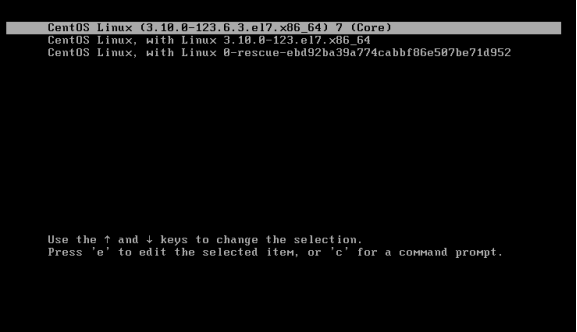 CentOS Linux (3.10.0-123.6.3.el7.x86_64) 7 (Core)
CentOS Linux, with Linux 3.10.0-123.el7.x86_64
CentOS Linux, with Linux 0-rescue-ebd92ba39a774cabbf86e507be71d952
Use the ↑ and ↓ keys to change the selection.
Press 'e' to edit the selected item, or 'c' for a command prompt.